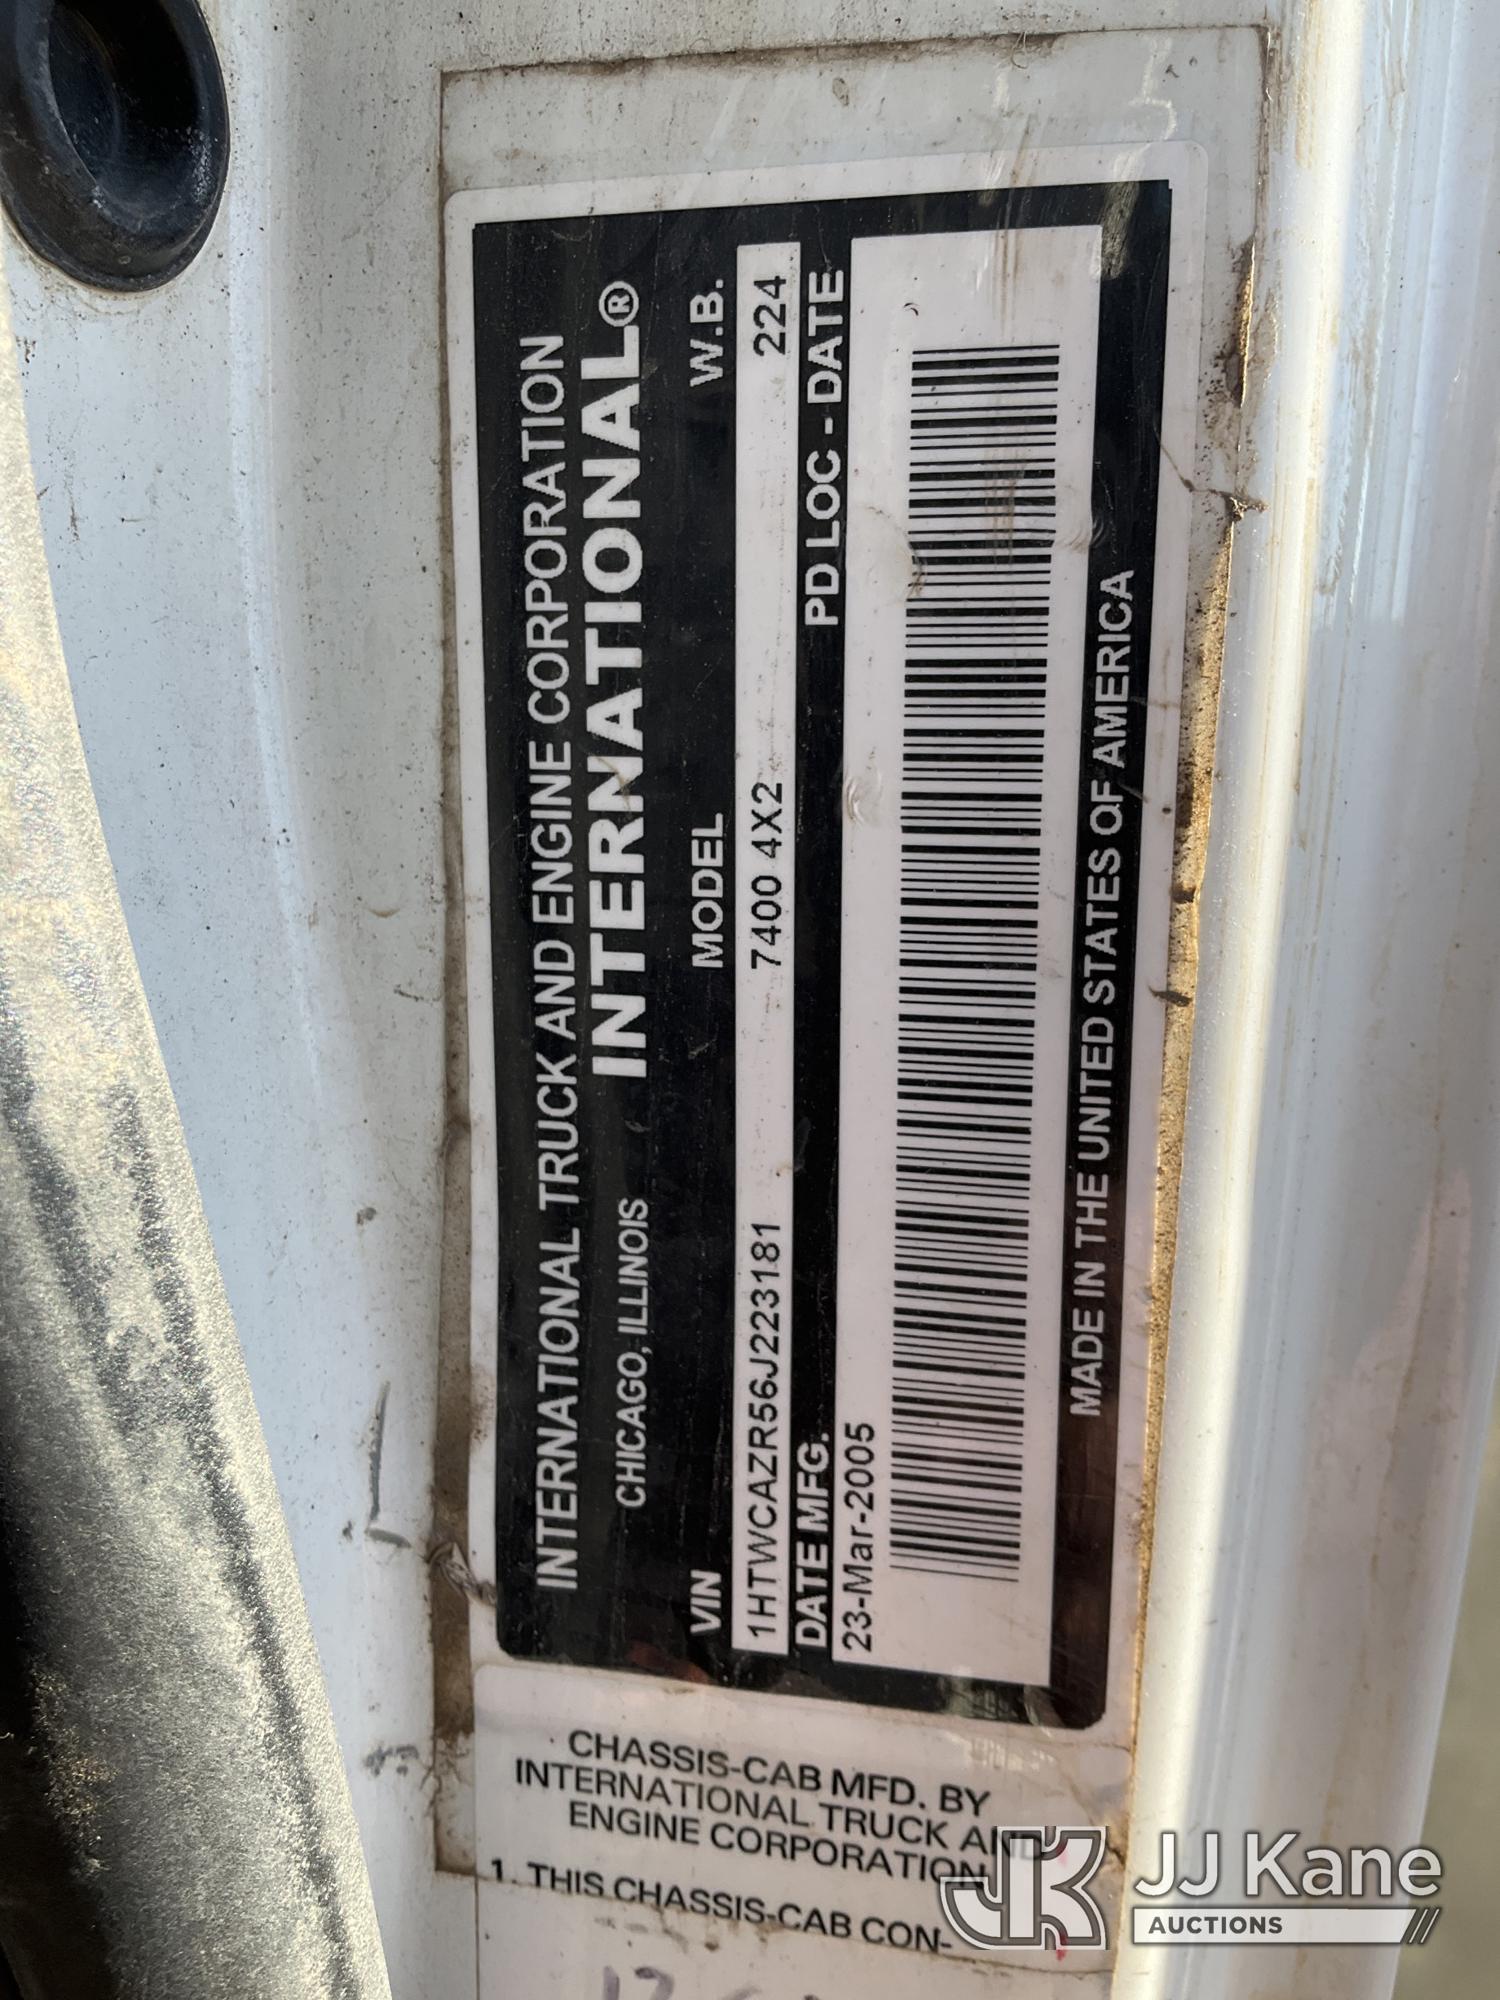 INTERNATIONAL TRUCK AND ENGINE CORPORATION
CHICAGO, ILLINOIS INTERNATIONAL®
VIN MODEL W.B.
1HTWCAZR56J223181 7400 4X2 224
DATE MFG. PD LOC - DATE
23-Mar-2005
MADE IN THE UNITED STATES OF AMERICA
CHASSIS-CAB MFD. BY
INTERNATIONAL TRUCK AND
ENGINE CORPORATION
1. THIS CHASSIS-CAB CON-
JK JJ Kane
AUCTIONS